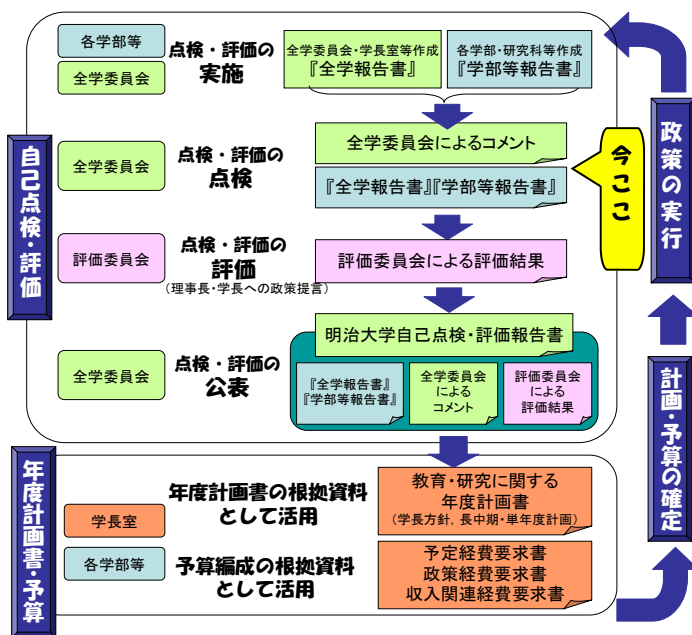 各学部等
全学委員会
点検・評価の
実施
全学委員会・学長室等作成
『全学報告書』
各学部・研究科等作成
『学部等報告書』
自己点検・評価
全学委員会
点検・評価の
点検
全学委員会によるコメント
『全学報告書』『学部等報告書』
今ここ
政策の実行
評価委員会
点検・評価の
評価
(理事長・学長への政策提言)
評価委員会による評価結果
全学委員会
点検・評価の
公表
明治大学自己点検・評価報告書
『全学報告書』
『学部等報告書』
全学委員会
による
コメント
評価委員会
による
評価結果
計画・予算の確定
年度計画書・予算
学長室
年度計画書の根拠資料
として活用
教育・研究に関する
年度計画書
(学長方針，長中期・単年度計画)
各学部等
予算編成の根拠資料
として活用
予定経費要求書
政策経費要求書
収入関連経費要求書